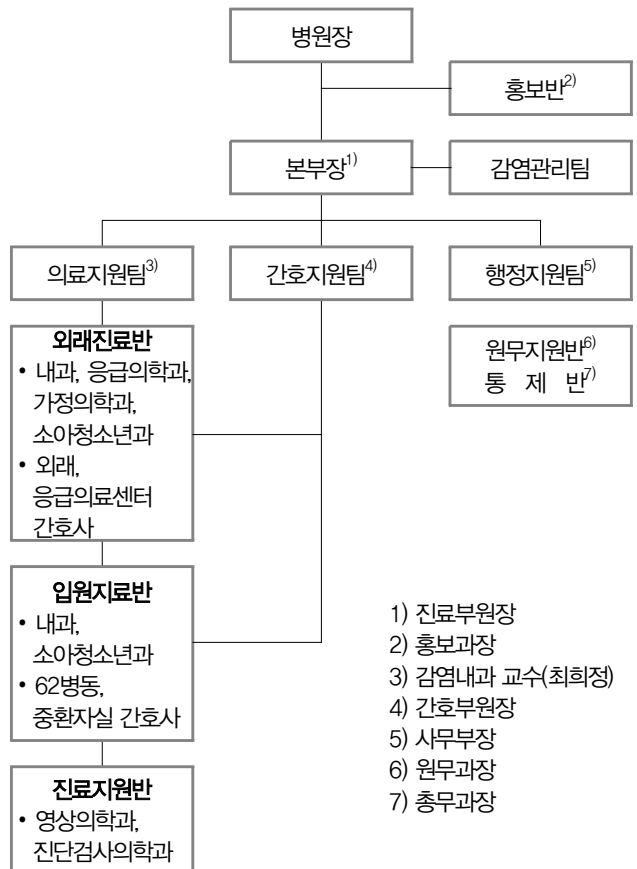 병원장
홍보반2)
본부장1)
감염관리팀
의료지원팀3)
간호지원팀4)
행정지원팀5)
외래진료반
• 내과, 응급의학과,
가정의학과,
소아청소년과
• 외래,
응급의료센터
간호사
원무지원반6)
통 제 반7)
입원지료반
• 내과,
소아청소년과
• 62병동,
중환자실 간호사
진료지원반
• 영상의학과,
진단검사의학과
1) 진료부원장
2) 홍보과장
3) 감염내과 교수(최희정)
4) 간호부원장
5) 사무부장
6) 원무과장
7) 총무과장